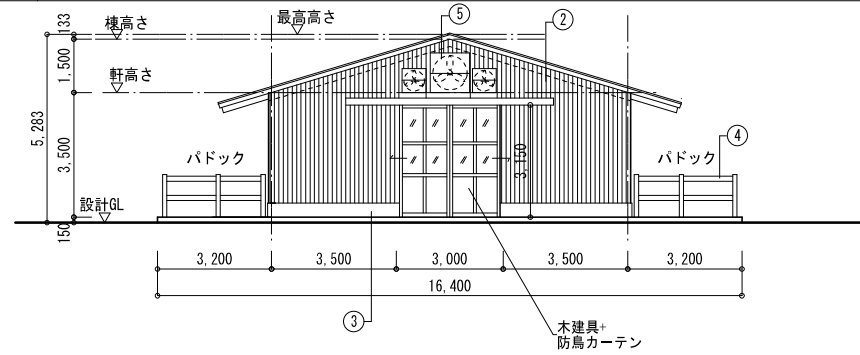 133
棟高さ
最高高さ
⑤
②
1,500
軒高さ
5,283
3,500
パドック
3,150
パドック
④
設計GL
150
3,200
3,500
3,000
3,500
3,200
16,400
③
木建具+
防鳥カーテン